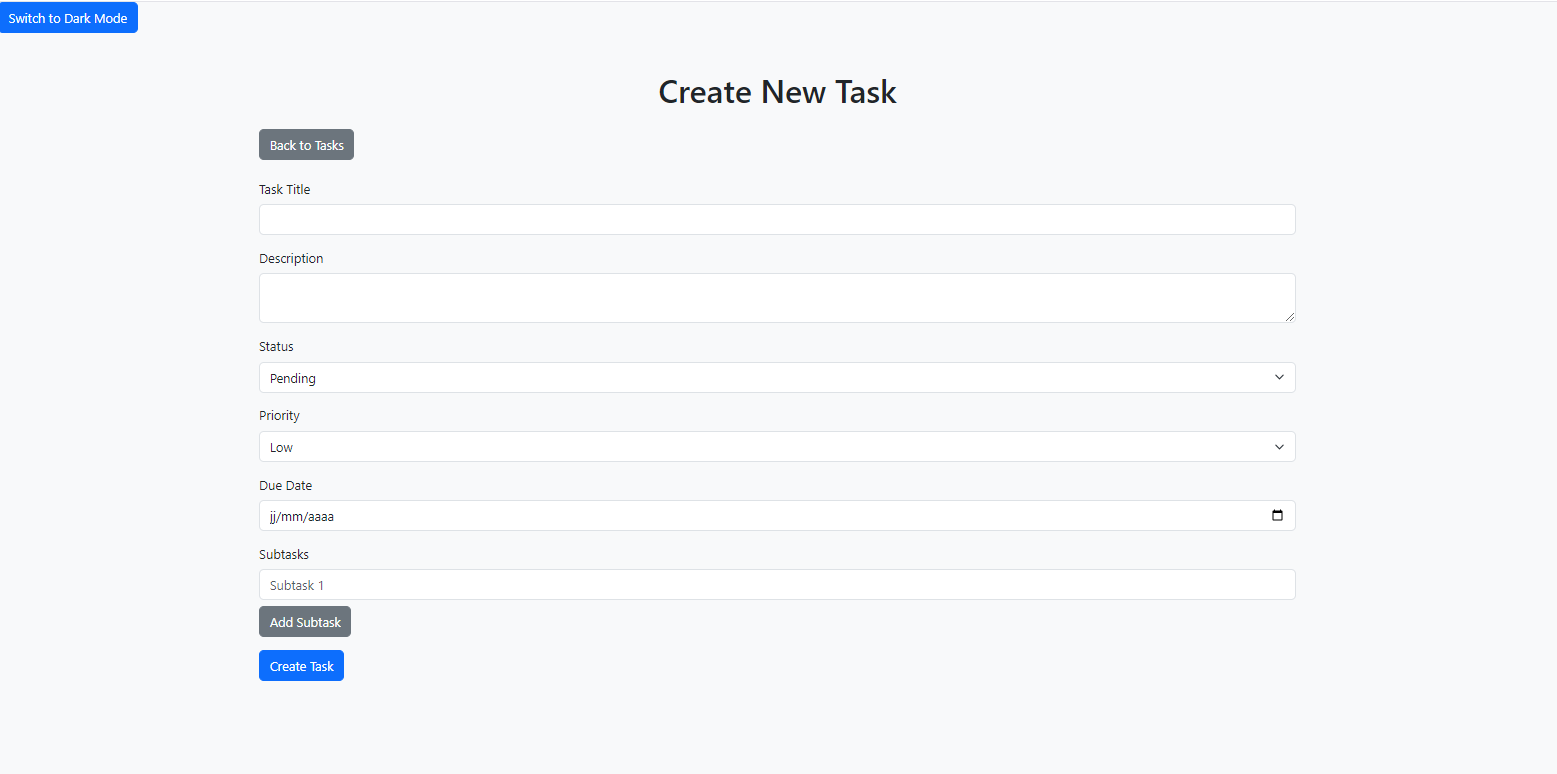 Switch to Dark Mode
Create New Task
Back to Tasks
Task Title
Description
Status
Pending
Priority
Low
Due Date
jj/mm/aaaa
Subtasks
Subtask 1
Add Subtask
Create Task